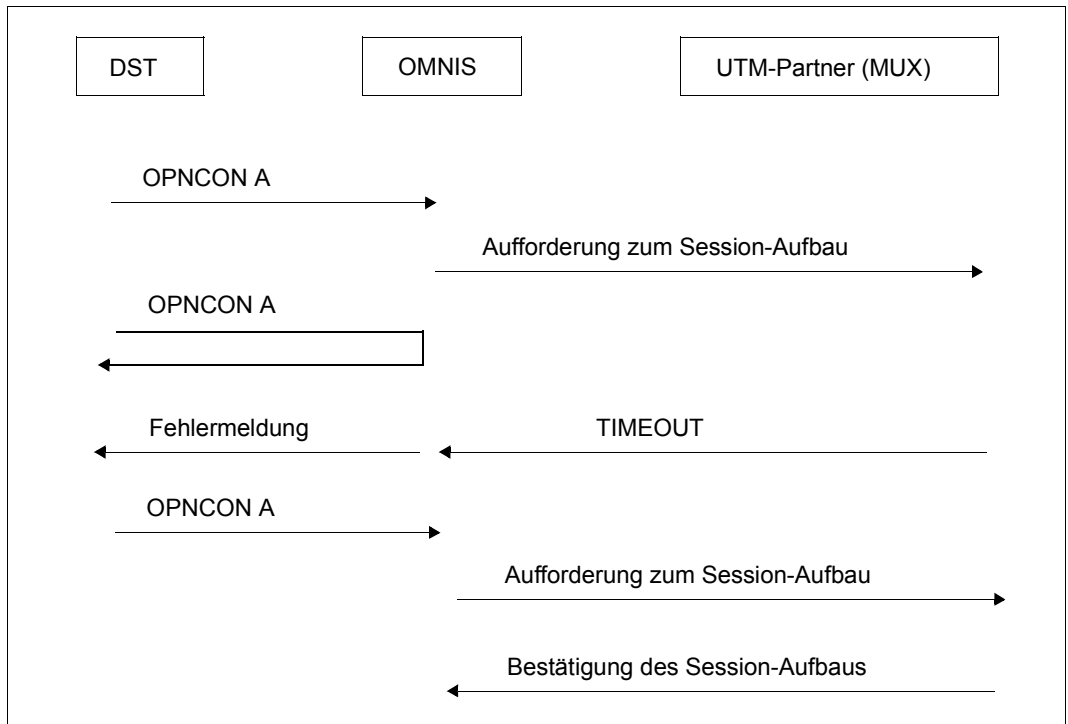 DST
OMNIS
UTM-Partner (MUX)
OPNCON A
Aufforderung zum Session-Aufbau
OPNCON A
Fehlermeldung
TIMEOUT
OPNCON A
Aufforderung zum Session-Aufbau
Bestätigung des Session-Aufbaus